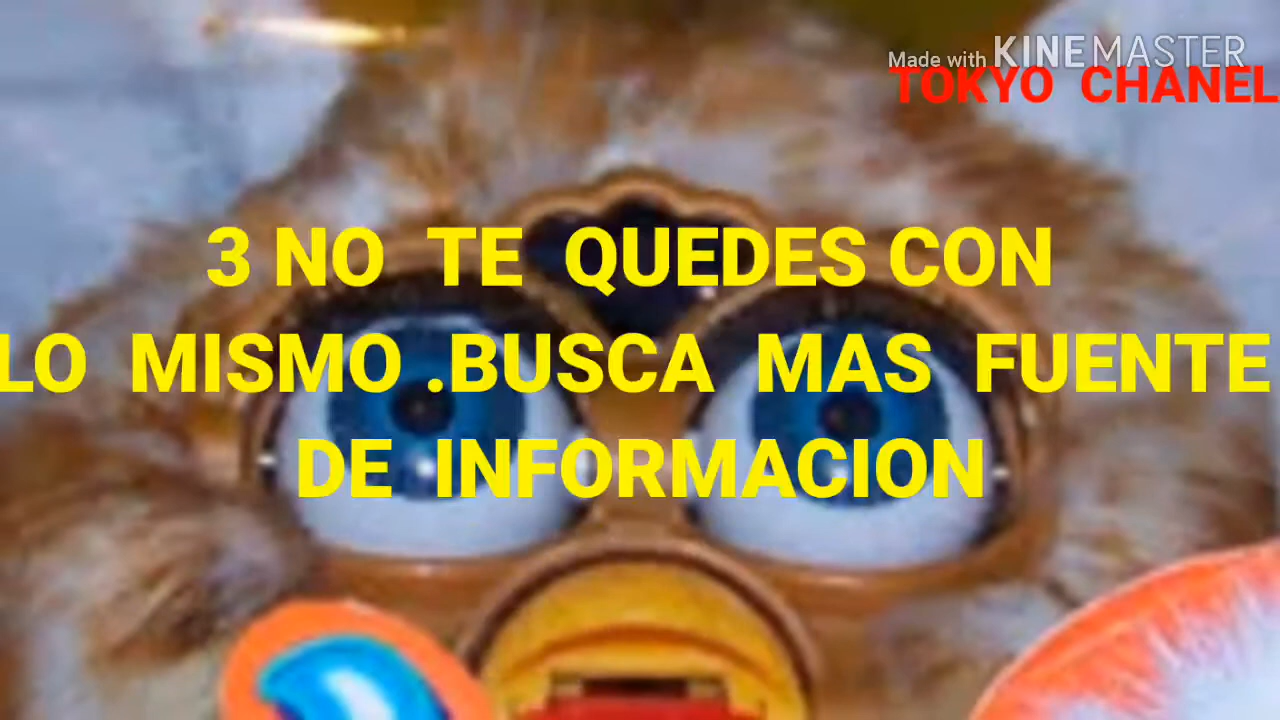 Made with KINEMASTER
TOKYO CHANEL
3 NO TE QUEDES CON
LO MISMO .BUSCA MAS FUENTE
DE INFORMACION